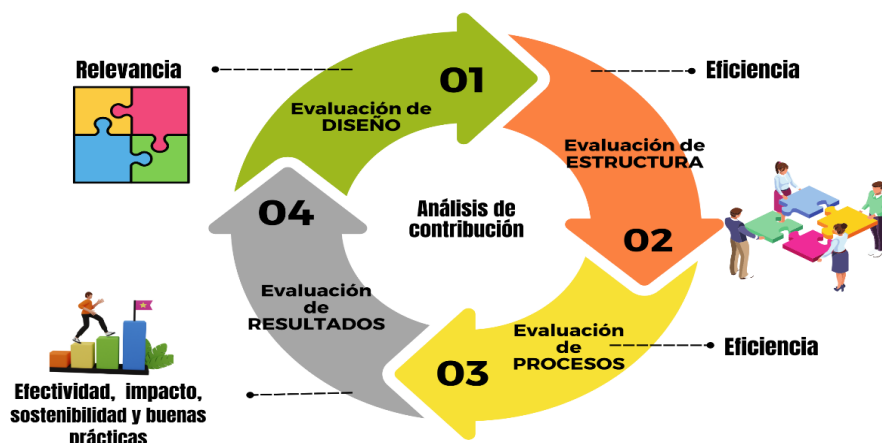 Relevancia
01
Evaluación de
DISEÑO
Eficiencia
Evaluación de
ESTRUCTURA
02
Análisis de
contribución
04
Evaluación
de
RESULTADOS
Evaluación
de
PROCESOS
03
Eficiencia
Efectividad, impacto,
sostenibilidad y buenas
prácticas